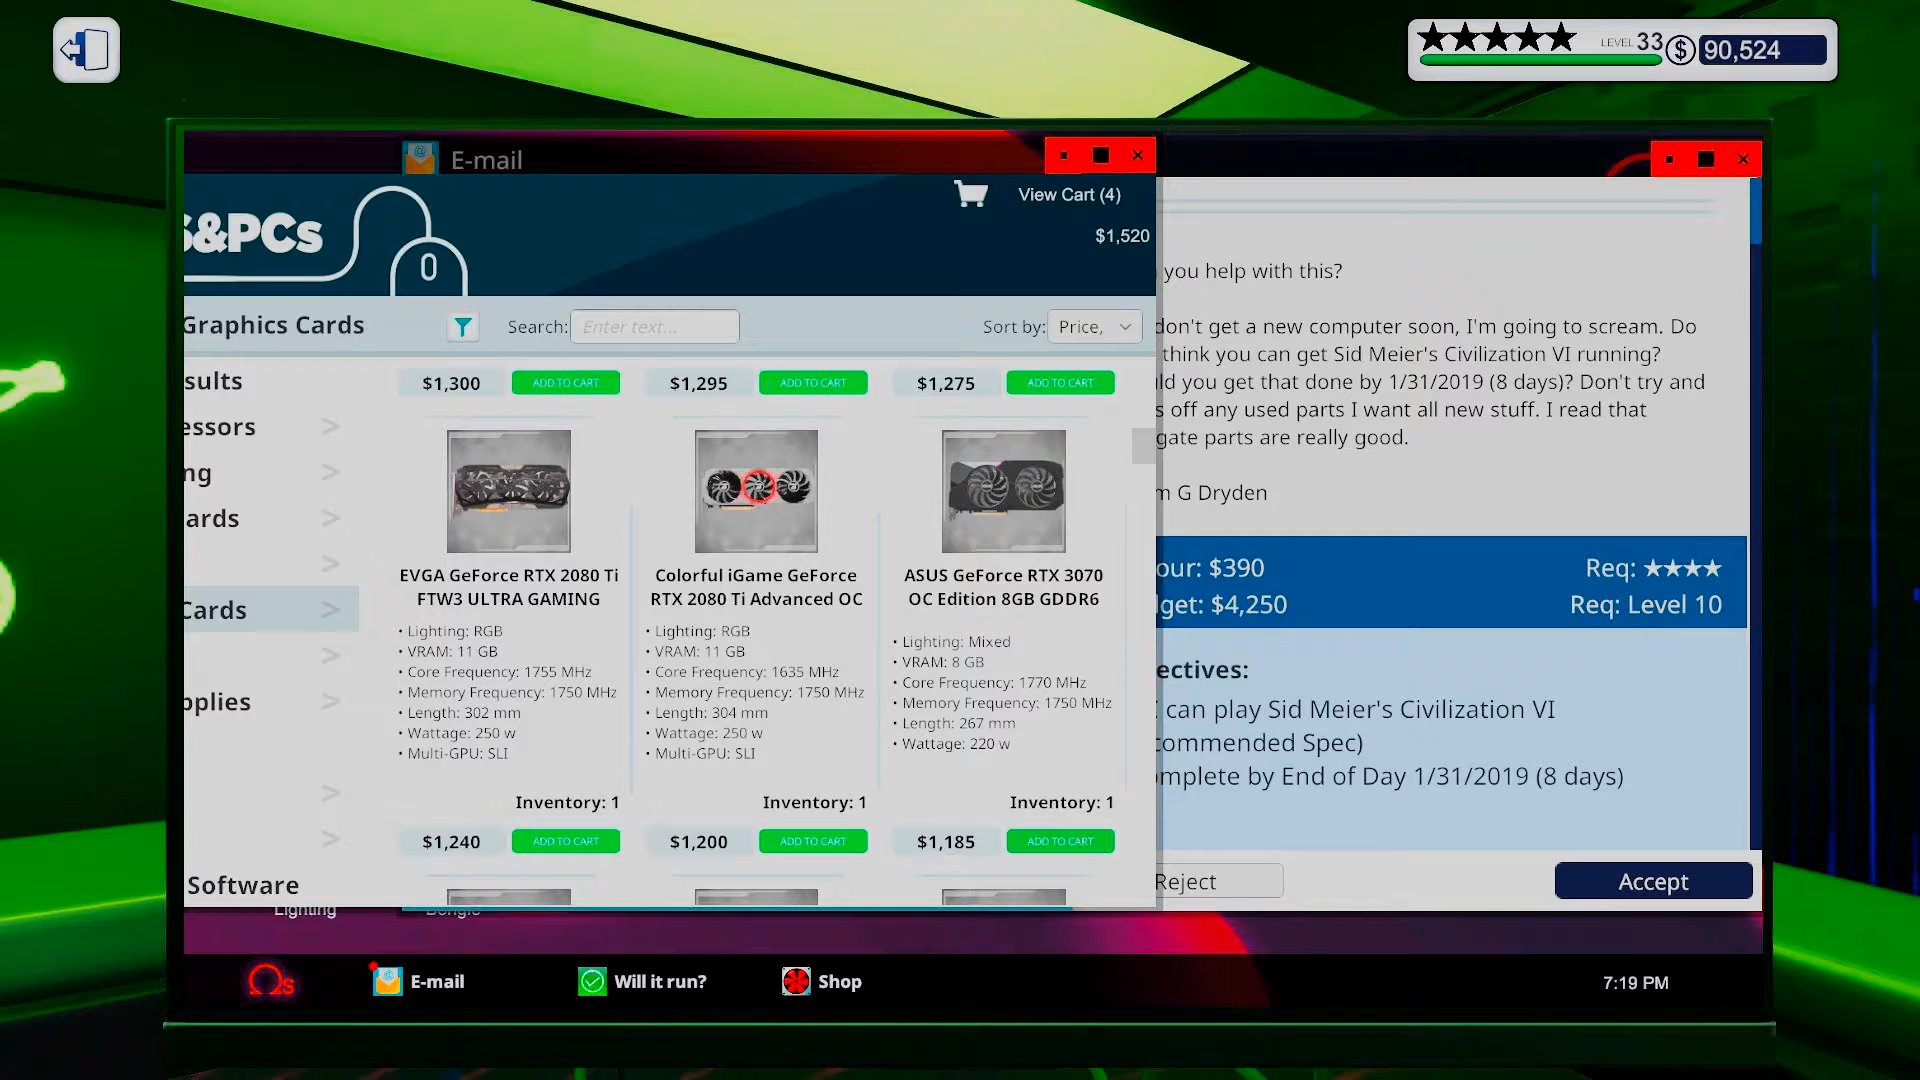 LEVEL 33
$ 90,524
E-mail
View Cart (4)
$1,520
&PCs
Graphics Cards
Search: Enter text...
Sort by: Price,
sults
essors
ng
ards
Cards
pplies
Software
$1,300 ADD TO CART
$1,295 ADD TO CART
$1,275 ADD TO CART
EVGA GeForce RTX 2080 Ti
FTW3 ULTRA GAMING
• Lighting: RGB
• VRAM: 11 GB
• Core Frequency: 1755 MHz
• Memory Frequency: 1750 MHz
• Length: 302 mm
• Wattage: 250 w
• Multi-GPU: SLI
Inventory: 1
$1,240 ADD TO CART
Colorful iGame GeForce
RTX 2080 Ti Advanced OC
• Lighting: RGB
• VRAM: 11 GB
• Core Frequency: 1635 MHz
• Memory Frequency: 1750 MHz
• Length: 304 mm
• Wattage: 250 w
• Multi-GPU: SLI
Inventory: 1
$1,200 ADD TO CART
ASUS GeForce RTX 3070
OC Edition 8GB GDDR6
• Lighting: Mixed
• VRAM: 8 GB
• Core Frequency: 1770 MHz
• Memory Frequency: 1750 MHz
• Length: 267 mm
• Wattage: 220 w
Inventory: 1
$1,185 ADD TO CART
you help with this?
don't get a new computer soon, I'm going to scream. Do
think you can get Sid Meier's Civilization VI running?
ld you get that done by 1/31/2019 (8 days)? Don't try and
s off any used parts I want all new stuff. I read that
gate parts are really good.
m G Dryden
our: $390
Req: ★★★★
get: $4,250
Req: Level 10
ectives:
can play Sid Meier's Civilization VI
commended Spec)
mplete by End of Day 1/31/2019 (8 days)
Reject
Accept
Lighting
Ωs
E-mail
Will it run?
Shop
7:19 PM